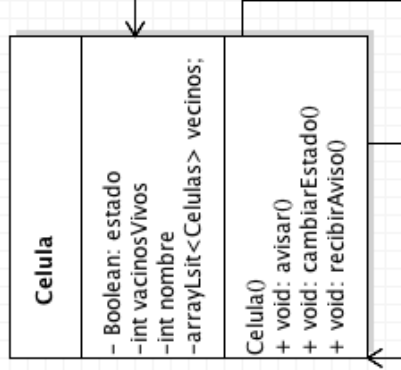 Celula
- Boolean: estado
-int vacinosVivos
-int nombre
-arrayLsit<Celulas> vecinos;
Celula()
+ void: avisar()
+ void: cambiarEstado()
+ void: recibirAviso()